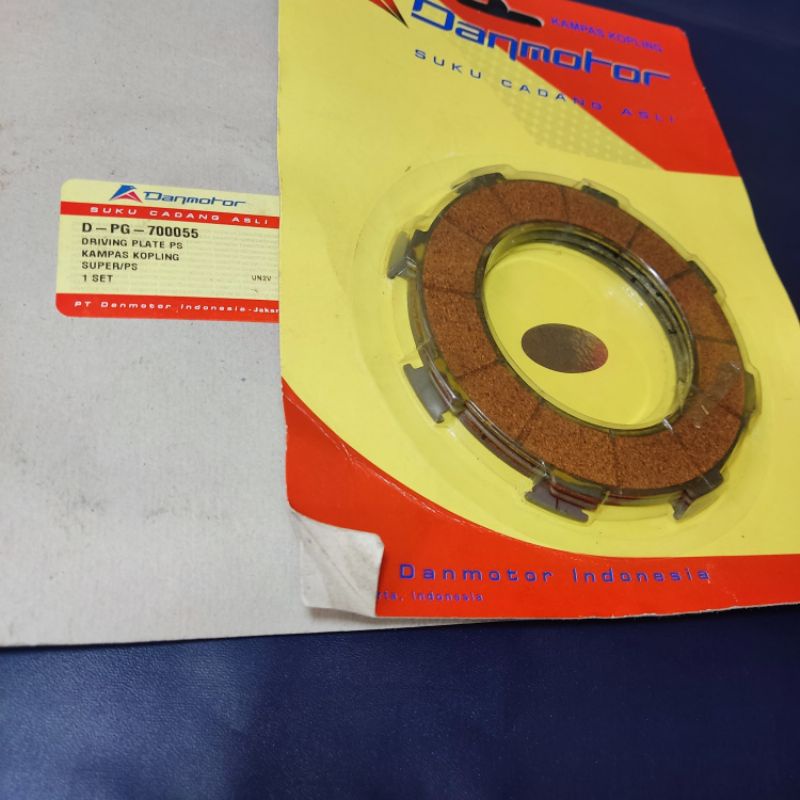 KAMPAS KOPLING
Danmotor
SUKU CADANG ASLI
Danmotor
SUKU CADANG ASLI
D-PG-700055
DRIVING PLATE PS
KAMPAS KOPLING
SUPER/PS
1 SET
PT Danmotor Indonesia
Danmotor Indonesia
Indonesia